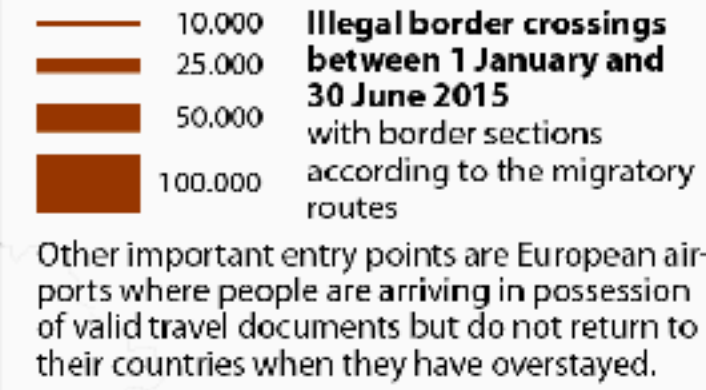 10.000
25.000
50.000
100.000
Illegal border crossings
between 1 January and
30 June 2015
with border sections
according to the migratory
routes
Other important entry points are European air-
ports where people are arriving in possession
of valid travel documents but do not return to
their countries when they have overstayed.